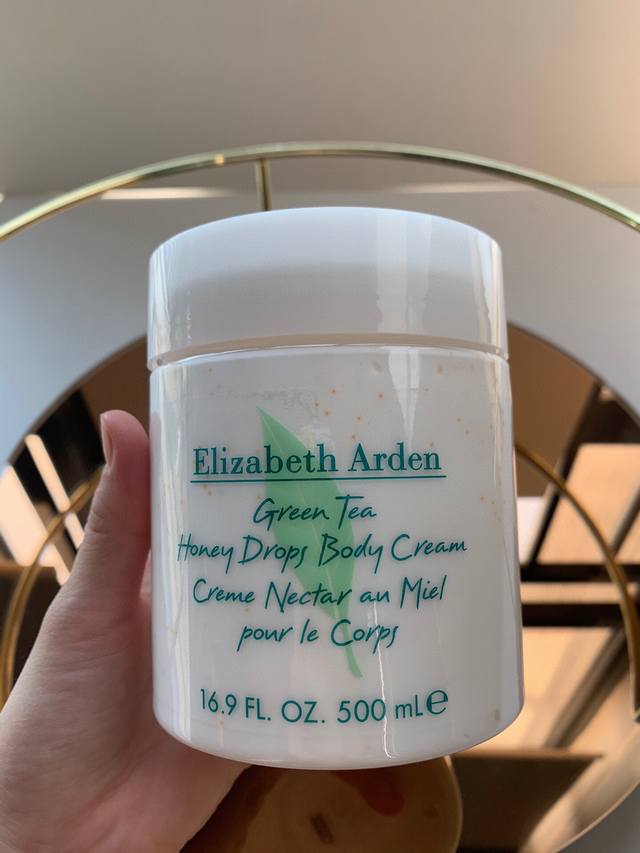 Elizabeth Arden
Green Tea
Honey Drops Body Cream
Creme Nectar au Miel
pour le Corps
16.9 FL. OZ. 500 mL e